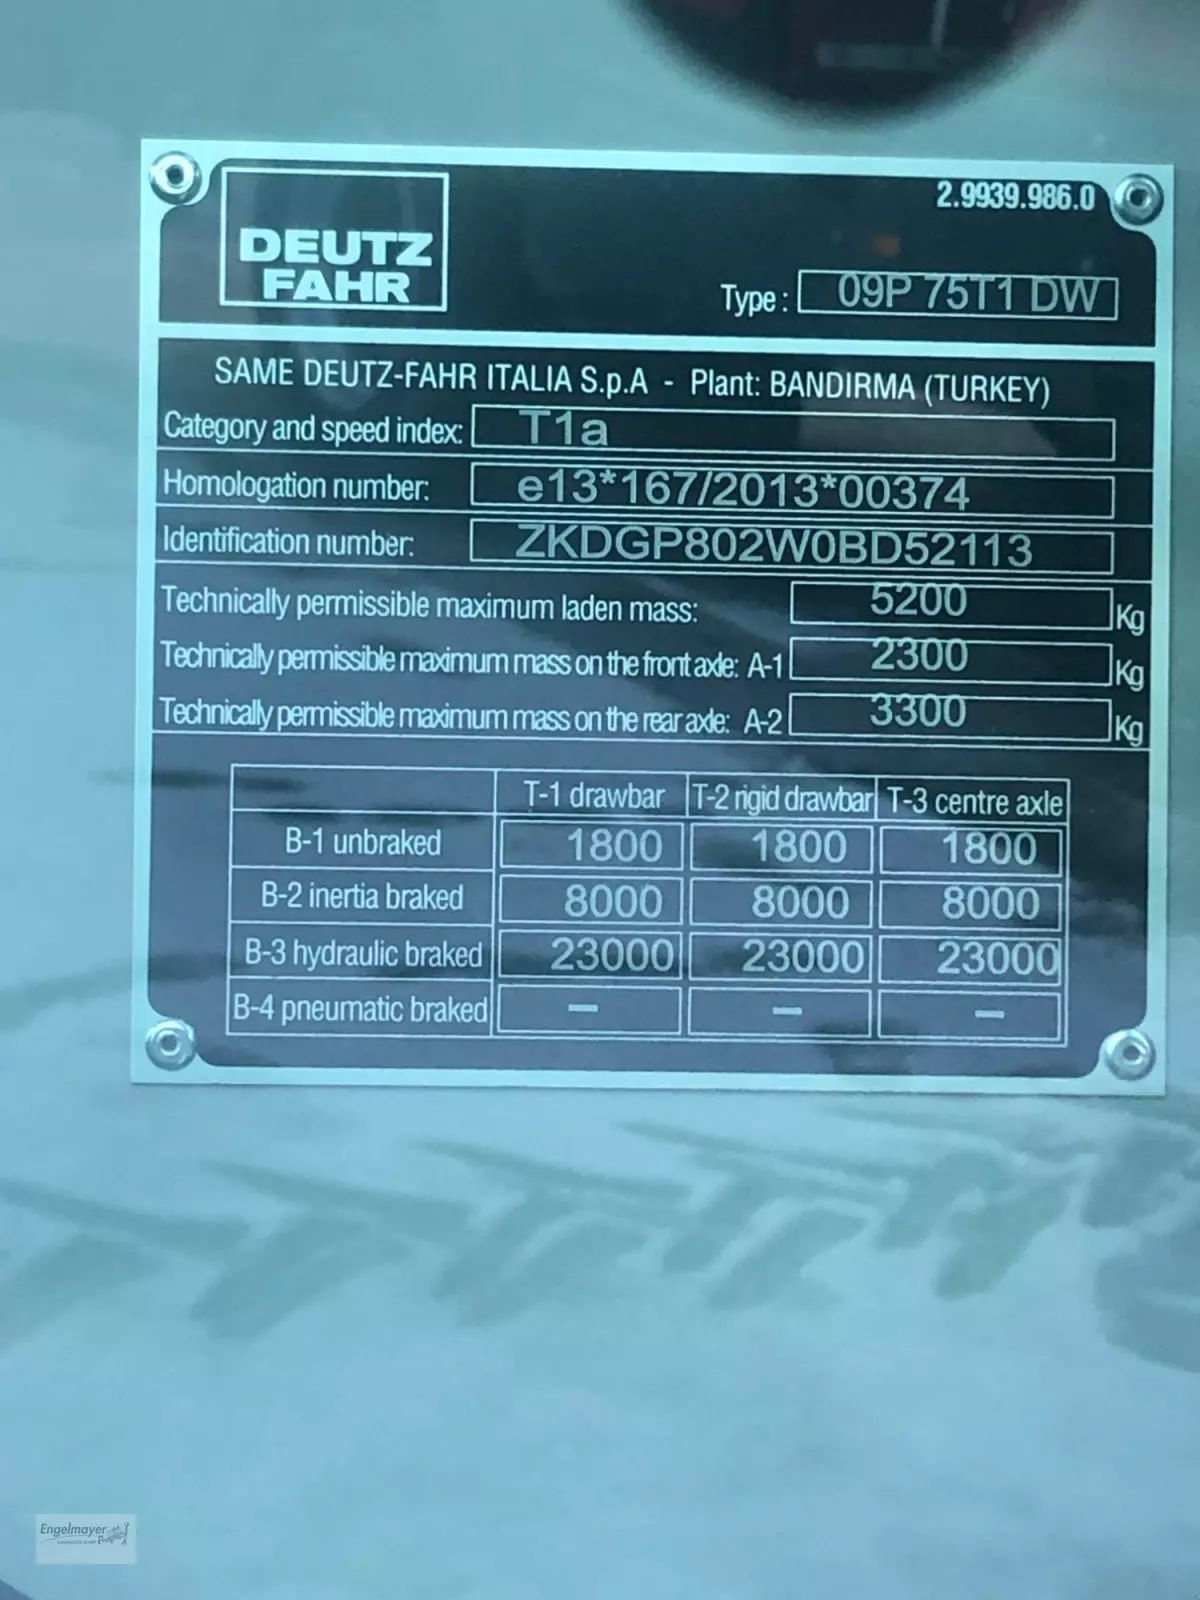 2.9939.986.0
DEUTZ
FAHR
Type: 09P 75T1 DW
SAME DEUTZ-FAHR ITALIA S.p.A - Plant: BANDIRMA (TURKEY)
Category and speed index: T1a
Homologation number: e13*167/2013*00374
Identification number: ZKDGP802W0BD52113
Technically permissible maximum laden mass: 5200 Kg
Technically permissible maximum mass on the front axle: A-1 2300 Kg
Technically permissible maximum mass on the rear axle: A-2 3300 Kg
T-1 drawbar T-2 rigid drawbar T-3 centre axle
B-1 unbraked 1800 1800 1800
B-2 inertia braked 8000 8000 8000
B-3 hydraulic braked 23000 23000 23000
B-4 pneumatic braked – – –
Engelmayer